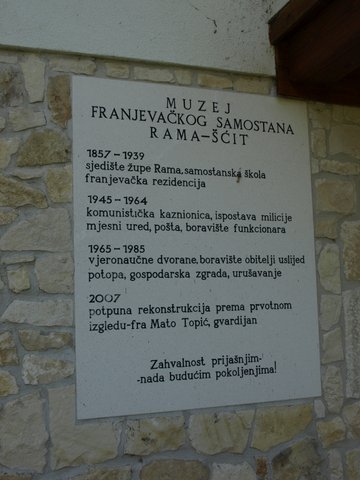 MUZEJ
FRANJEVAČKOG SAMOSTANA
RAMA-ŠĆIT
1857 - 1939
sjedište župe Rama, samostanska škola
franjevačka rezidencija
1945 - 1964
komunistička kaznionica, ispostava milicije
mjesni ured, pošta, boravište funkcionara
1965 - 1985
vjeronaučne dvorane, boravište obitelji uslijed
potopa, gospodarska zgrada, urušavanje
2007
potpuna rekonstrukcija prema prvotnom
izgledu-fra Mato Topić, gvardijan
Zahvalnost prijašnjim-
-nada budućim pokoljenjima!